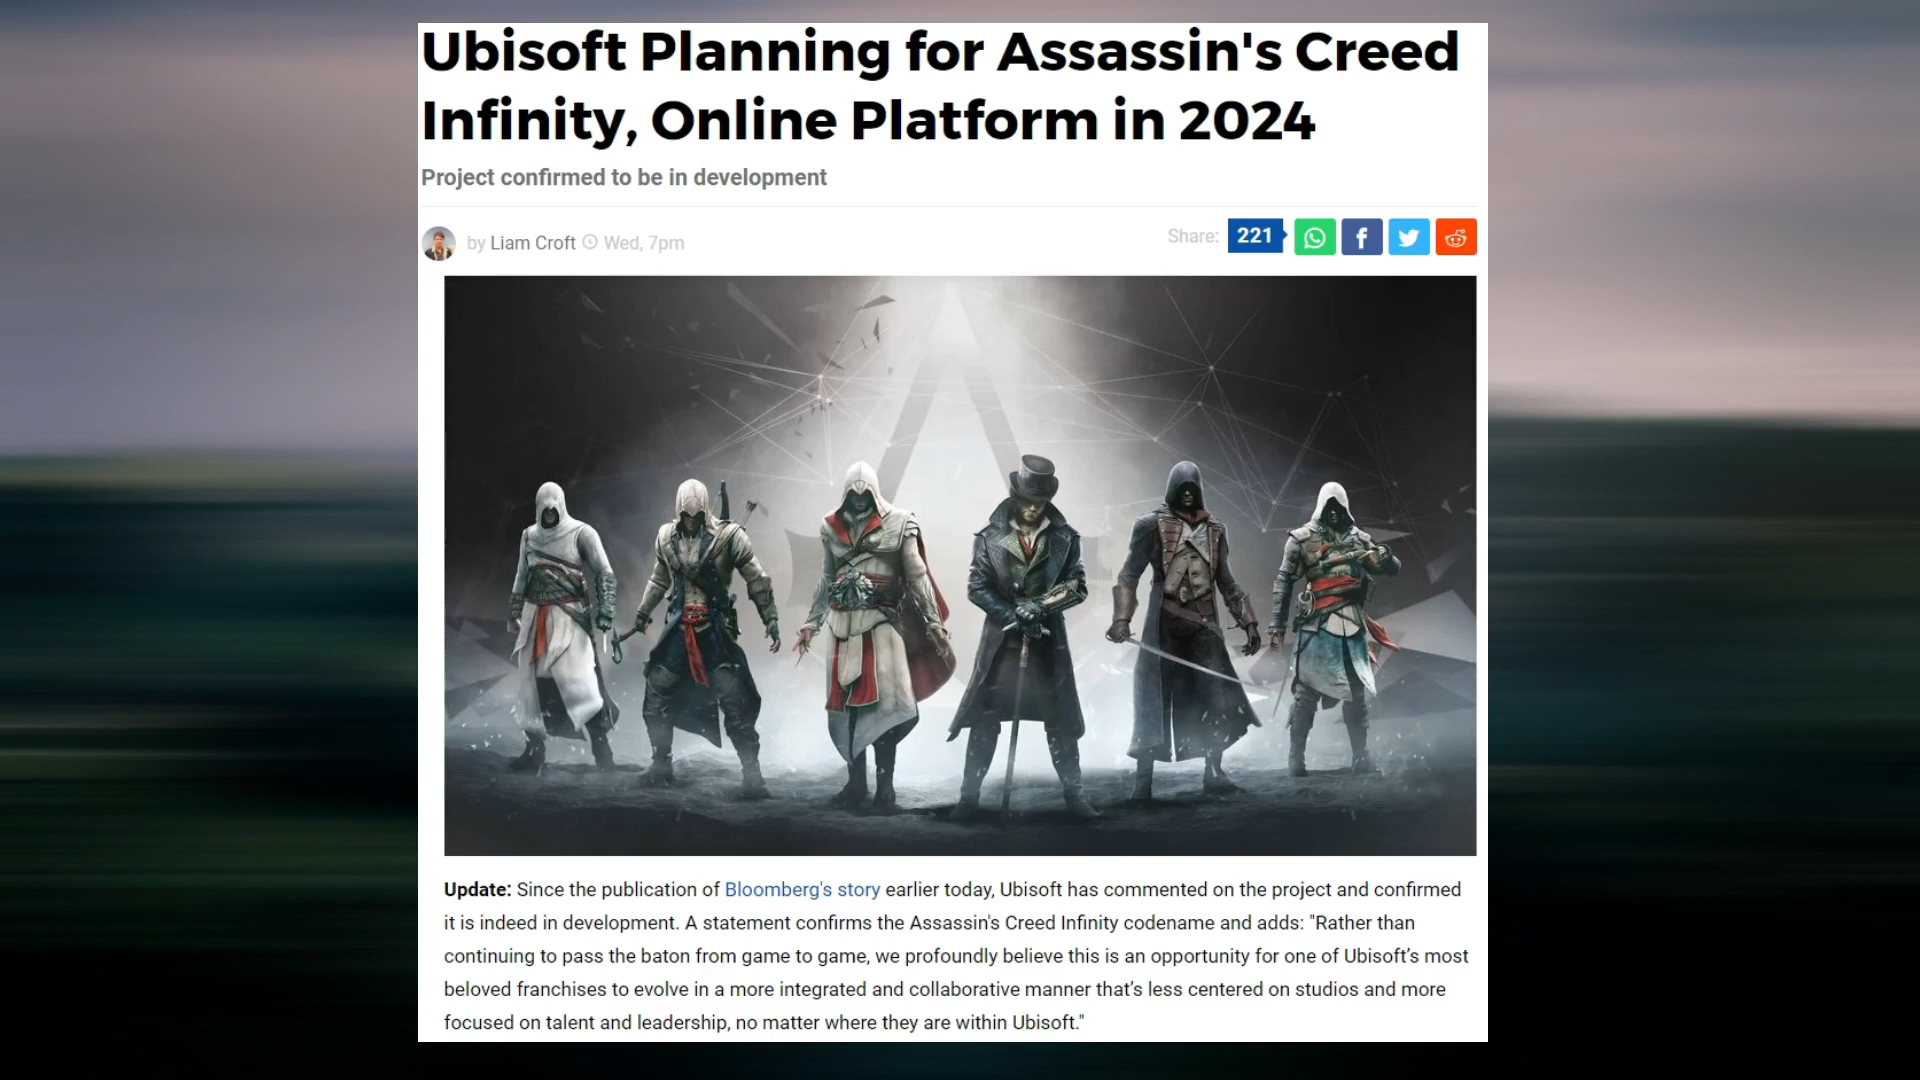 Ubisoft Planning for Assassin's Creed
Infinity, Online Platform in 2024
Project confirmed to be in development
by Liam Croft Wed, 7pm
Share: 221
Update: Since the publication of Bloomberg's story earlier today, Ubisoft has commented on the project and confirmed
it is indeed in development. A statement confirms the Assassin's Creed Infinity codename and adds: "Rather than
continuing to pass the baton from game to game, we profoundly believe this is an opportunity for one of Ubisoft’s most
beloved franchises to evolve in a more integrated and collaborative manner that’s less centered on studios and more
focused on talent and leadership, no matter where they are within Ubisoft."